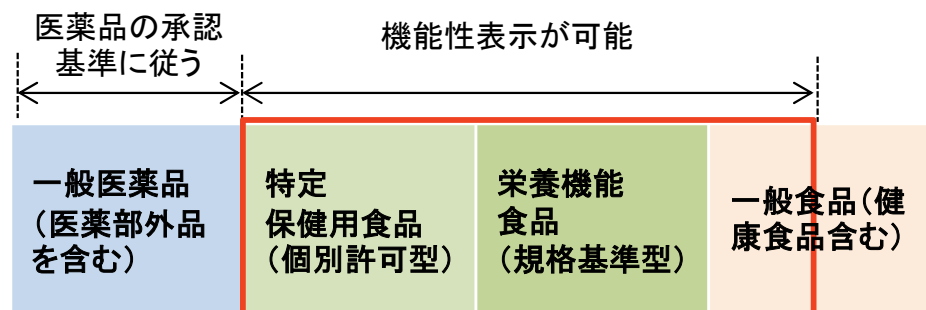 医薬品の承認
基準に従う
機能性表示が可能
一般医薬品
（医薬部外品
を含む）
特定
保健用食品
（個別許可型）
栄養機能
食品
（規格基準型）
一般食品（健
康食品含む）